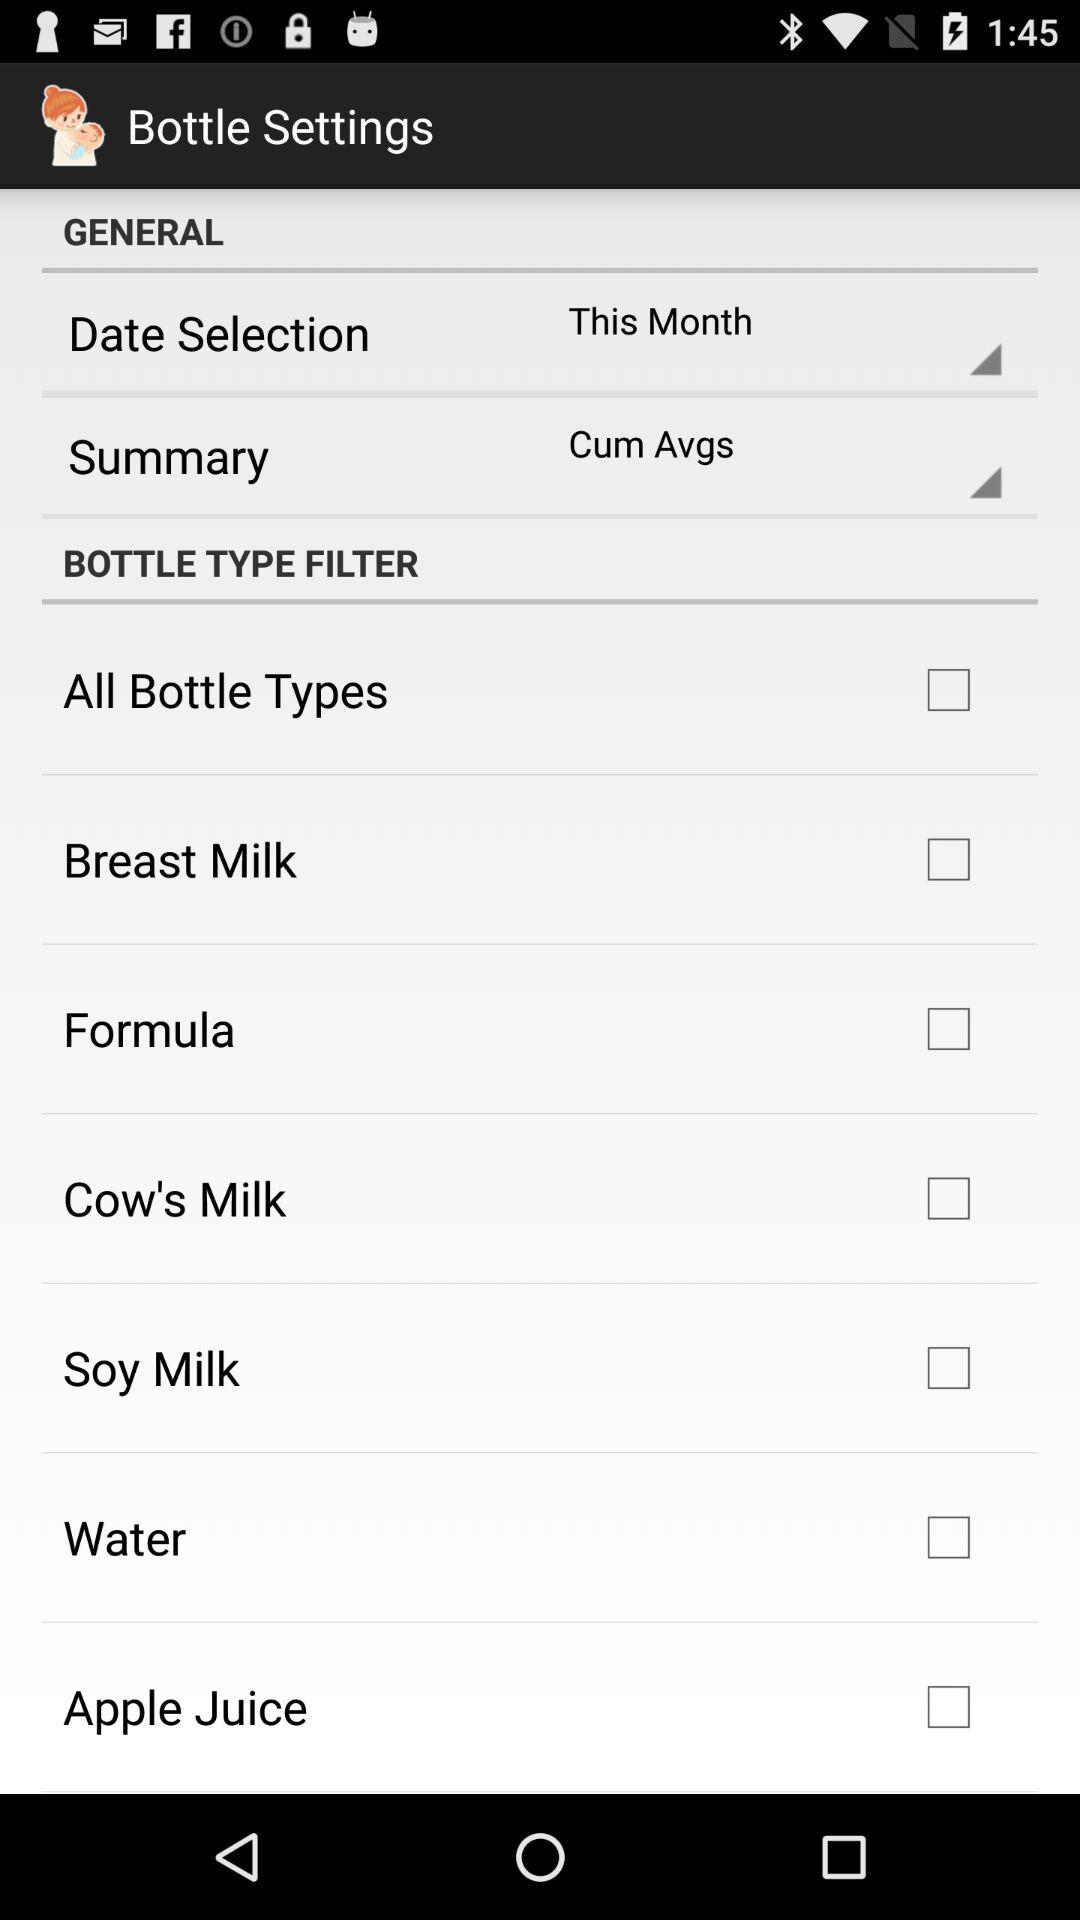 1:45
Bottle Settings
GENERAL
Date Selection This Month
Summary Cum Avgs
BOTTLE TYPE FILTER
All Bottle Types
Breast Milk
Formula
Cow's Milk
Soy Milk
Water
Apple Juice